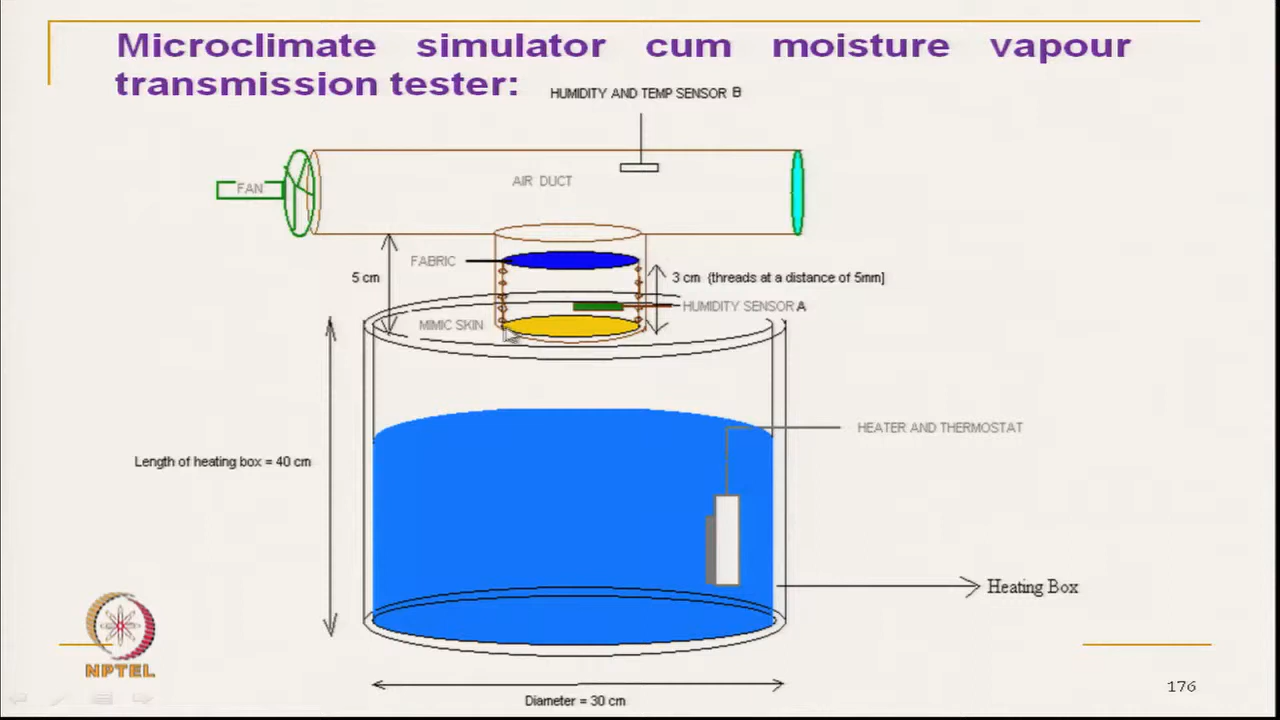 Microclimate simulator cum moisture vapour
transmission tester:
HUMIDITY AND TEMP SENSOR B
FAN
AIR DUCT
FABRIC
5 cm
3 cm (threads at a distance of 5mm]
HUMIDITY SENSOR A
MIMIC SKIN
HEATER AND THERMOSTAT
Length of heating box = 40 cm
Heating Box
NPTEL
176
Diameter = 30 cm